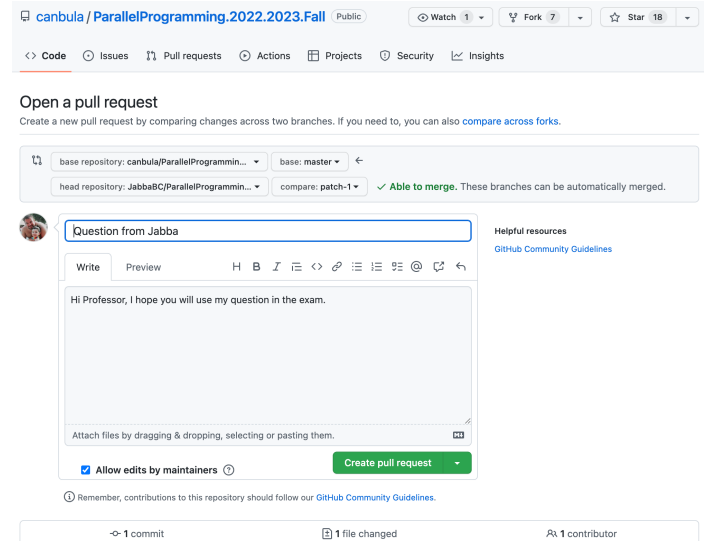 canbula / ParallelProgramming.2022.2023.Fall Public Watch 1 Fork 7 Star 18
Code Issues Pull requests Actions Projects Security Insights
Open a pull request
Create a new pull request by comparing changes across two branches. If you need to, you can also compare across forks.
base repository: canbula/ParallelProgrammin... base: master
head repository: JabbaBC/ParallelProgrammin... compare: patch-1 Able to merge. These branches can be automatically merged.
Question from Jabba
Helpful resources
GitHub Community Guidelines
Write Preview H B I
Hi Professor, I hope you will use my question in the exam.
Attach files by dragging & dropping, selecting or pasting them.
Allow edits by maintainers
Create pull request
Remember, contributions to this repository should follow our GitHub Community Guidelines.
1 commit 1 file changed 1 contributor